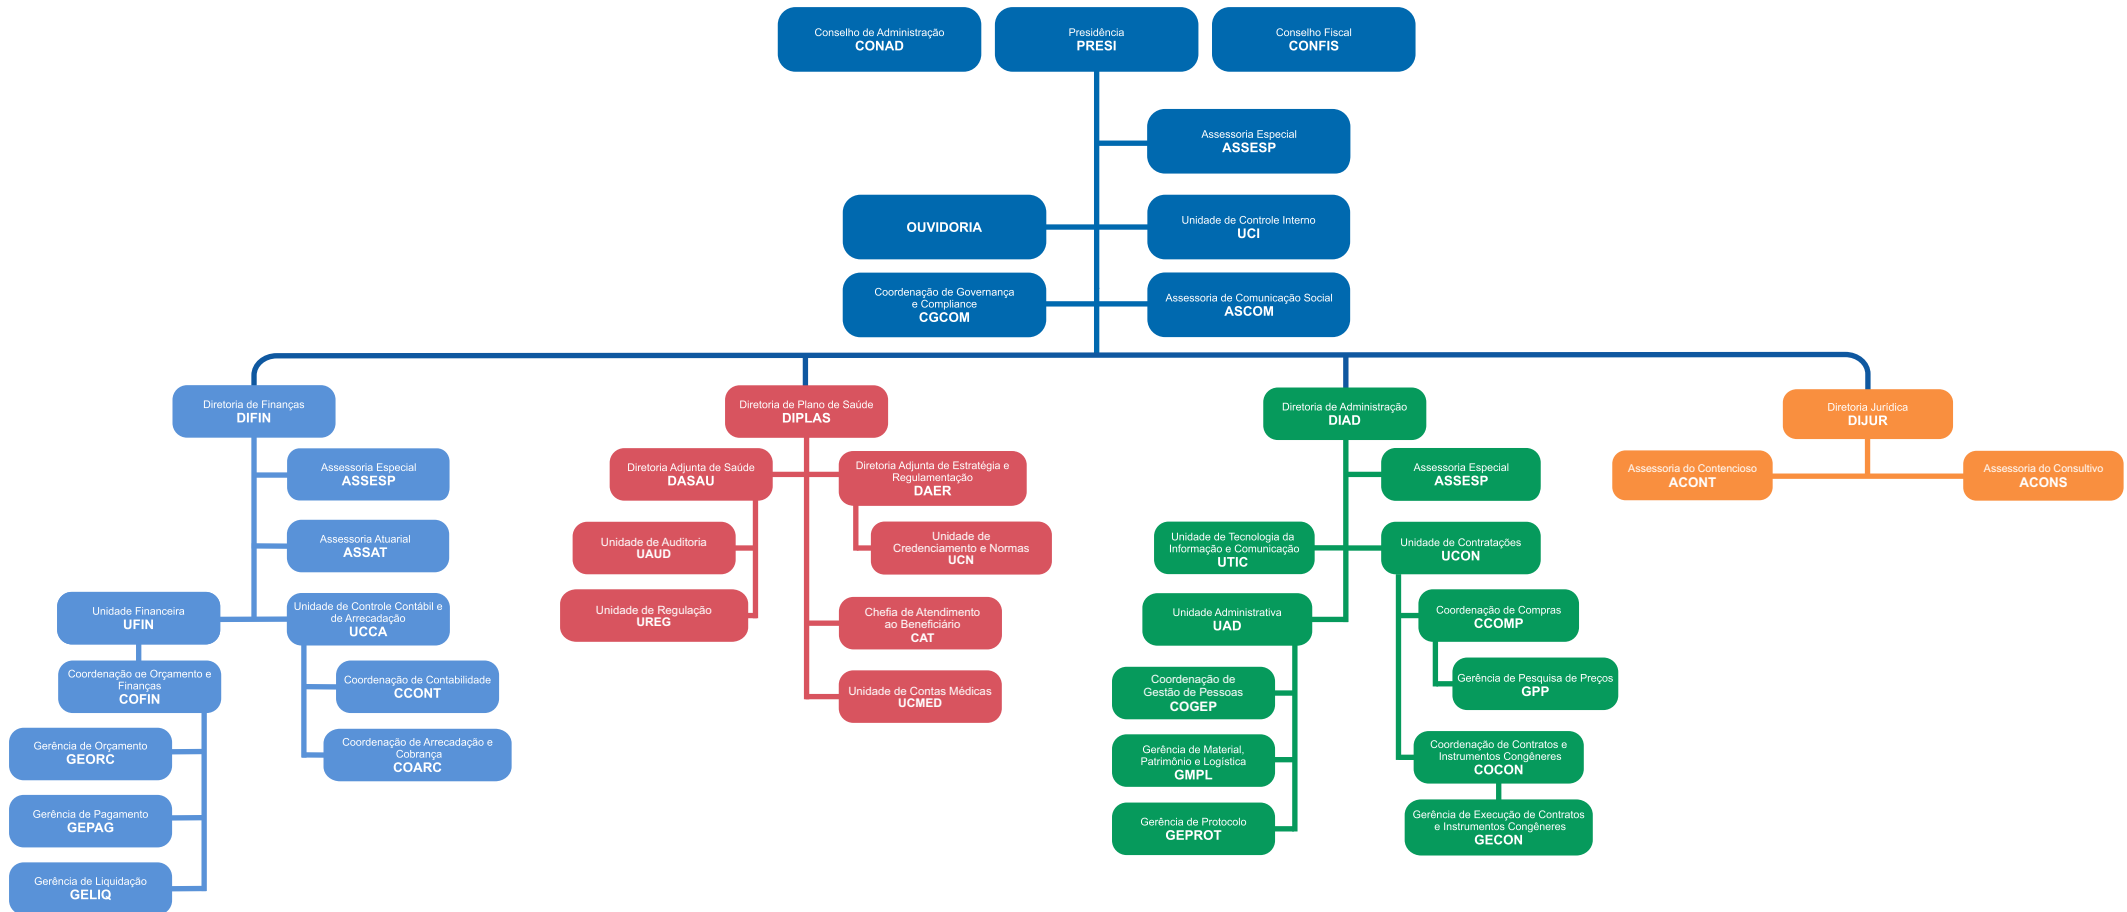 Conselho de Administração
CONAD
Presidência
PRESI
Conselho Fiscal
CONFIS
Assessoria Especial
ASSESP
OUVIDORIA
Unidade de Controle Interno
UCI
Coordenação de Governança
e Compliance
CGCOM
Assessoria de Comunicação Social
ASCOM
Diretoria de Finanças
DIFIN
Assessoria Especial
ASSESP
Assessoria Atuarial
ASSAT
Unidade Financeira
UFIN
Unidade de Controle Contábil e
de Arrecadação
UCCA
Coordenação de Orçamento e
Finanças
COFIN
Coordenação de Contabilidade
CCONT
Coordenação de Arrecadação e
Cobrança
COARC
Gerência de Orçamento
GEORC
Gerência de Pagamento
GEPAG
Gerência de Liquidação
GELIQ
Diretoria de Plano de Saúde
DIPLAS
Diretoria Adjunta de Saúde
DASAU
Diretoria Adjunta de Estratégia e
Regulamentação
DAER
Unidade de Auditoria
UAUD
Unidade de
Credenciamento e Normas
UCN
Unidade de Regulação
UREG
Chefia de Atendimento
ao Beneficiário
CAT
Unidade de Contas Médicas
UCMED
Diretoria de Administração
DIAD
Assessoria Especial
ASSESP
Unidade de Tecnologia da
Informação e Comunicação
UTIC
Unidade de Contratações
UCON
Unidade Administrativa
UAD
Coordenação de Compras
CCOMP
Coordenação de
Gestão de Pessoas
COGEP
Gerência de Pesquisa de Preços
GPP
Gerência de Material,
Patrimônio e Logística
GMPL
Coordenação de Contratos e
Instrumentos Congêneres
COCON
Gerência de Protocolo
GEPROT
Gerência de Execução de Contratos
e Instrumentos Congêneres
GECON
Diretoria Jurídica
DIJUR
Assessoria do Contencioso
ACONT
Assessoria do Consultivo
ACONS